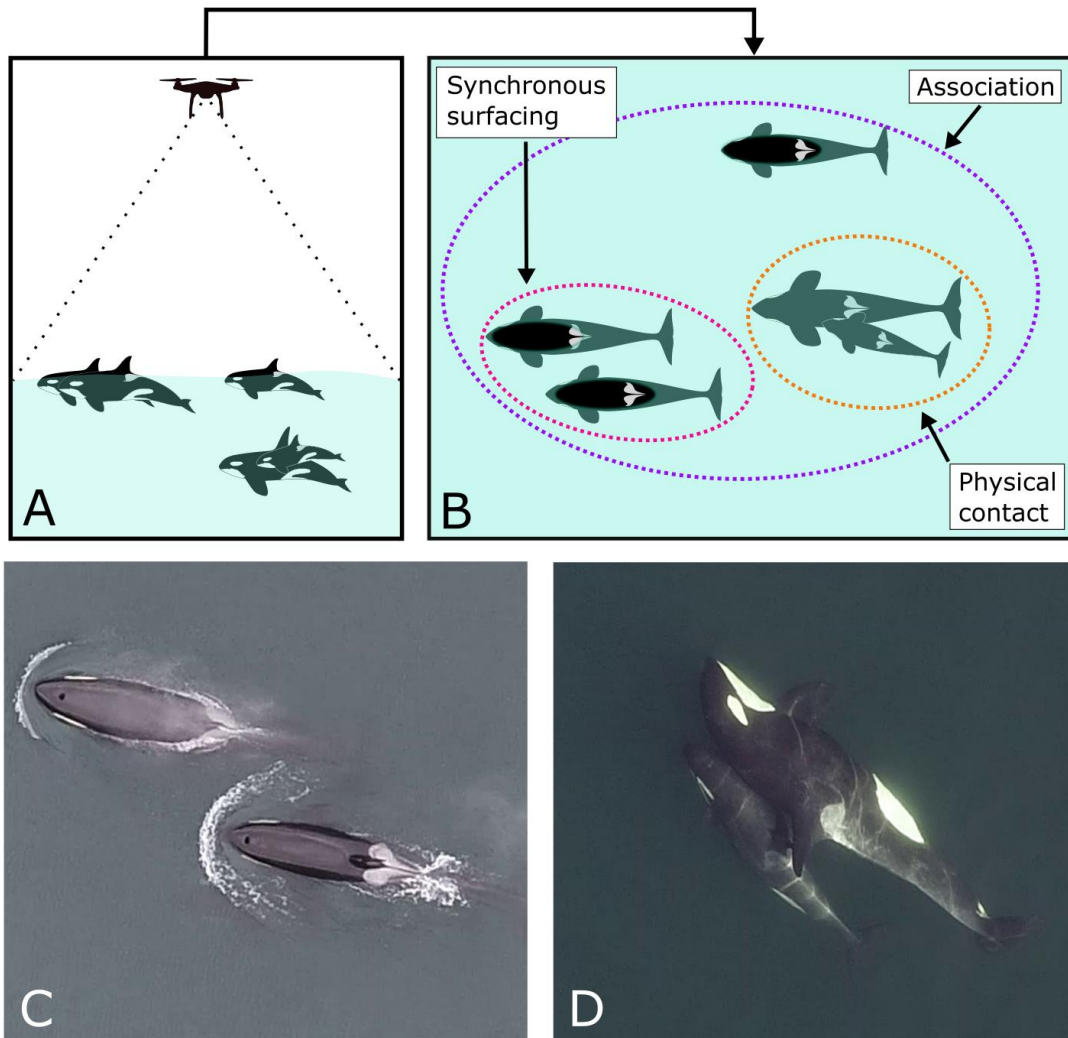 Synchronous
surfacing
Association
Physical
contact
A
B
C
D